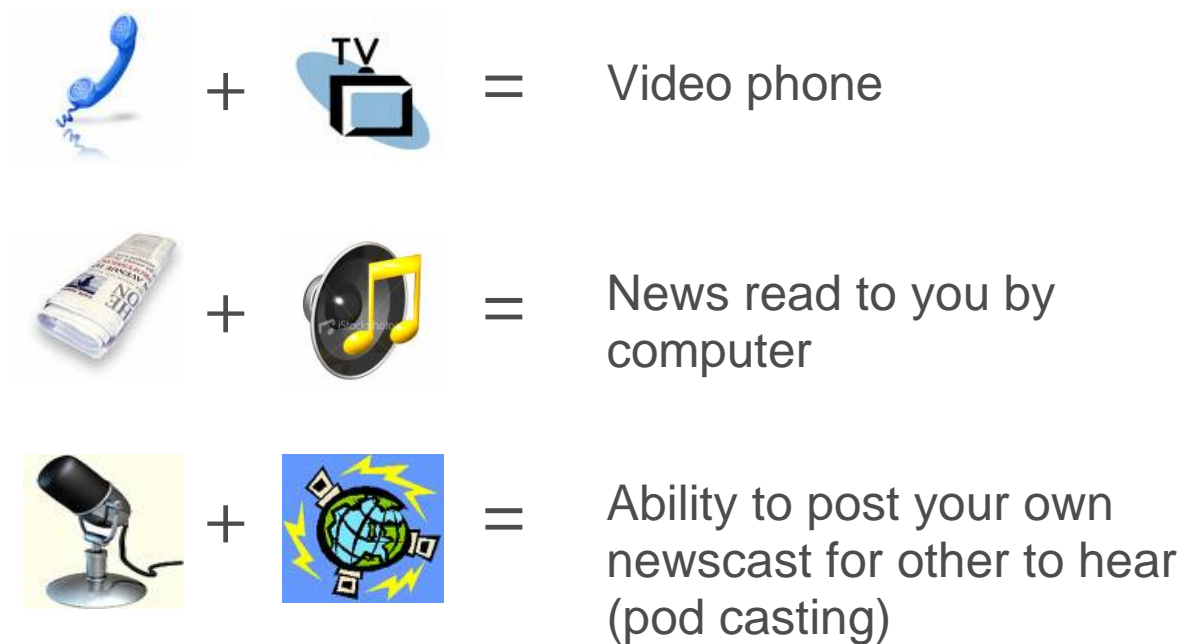 TV
Video phone
News read to you by
computer
iStockphoto
Ability to post your own
newscast for other to hear
(pod casting)